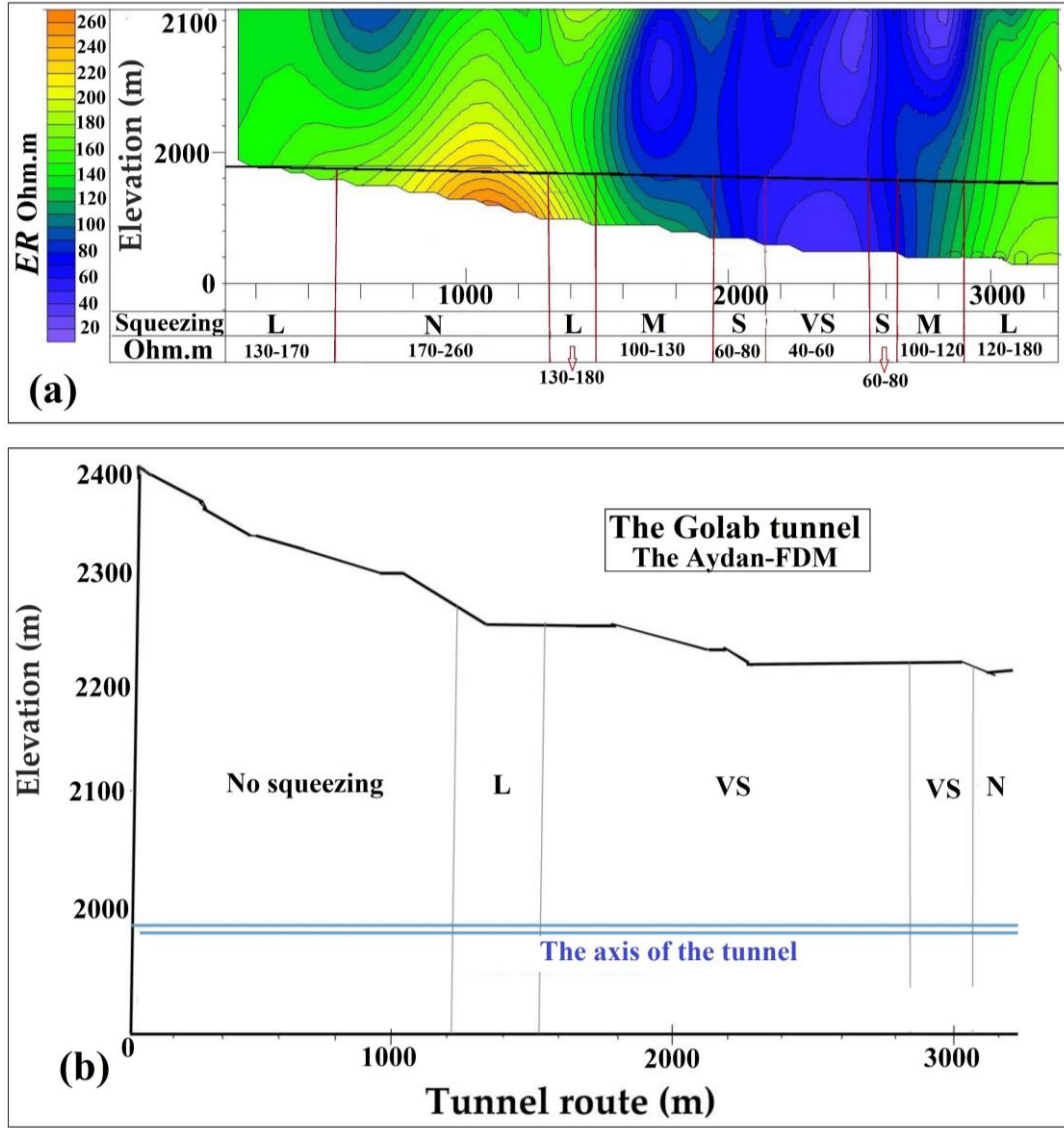 ER Ohm.m
260
240
220
200
180
160
140
120
100
80
60
40
20
Elevation (m)
2100
2000
0
1000 2000 3000
Squeezing L N L M S VS S M L
Ohm.m 130-170 170-260 100-130 60-80 40-60 100-120 120-180
130-180 60-80
(a)
2400
2300
2200
2100
2000
Elevation (m)
The Golab tunnel
The Aydan-FDM
No squeezing L VS VS N
The axis of the tunnel
0 1000 2000 3000
(b)
Tunnel route (m)